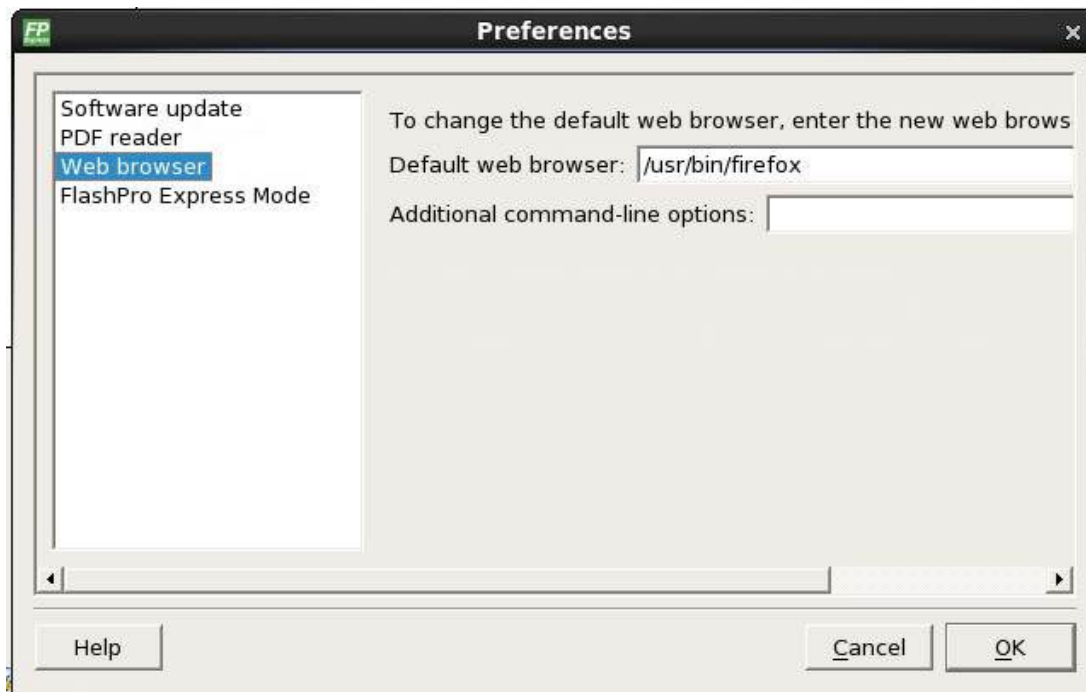 FP
Preferences
Software update
PDF reader
Web browser
FlashPro Express Mode
To change the default web browser, enter the new web brows
Default web browser: /usr/bin/firefox
Additional command-line options:
Help
Cancel
OK